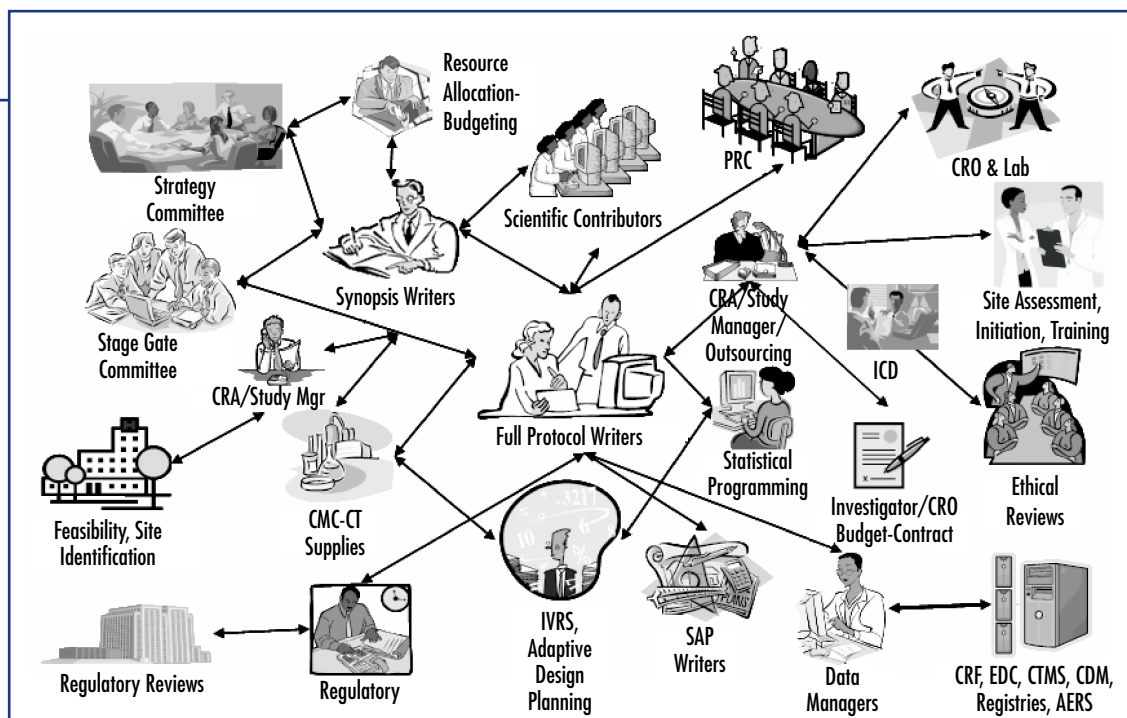 Resource
Allocation-
Budgeting
PRC
CRO & Lab
Strategy
Committee
Scientific Contributors
Synopsis Writers
CRA/Study
Manager/
Outsourcing
Site Assessment,
Initiation, Training
Stage Gate
Committee
ICD
CRA/Study Mgr
Full Protocol Writers
Statistical
Programming
Investigator/CRO
Budget-Contract
Ethical
Reviews
Feasibility, Site
Identification
CMC-CT
Supplies
IVRS,
Adaptive
Design
Planning
PLANS
SAP
Writers
Regulatory Reviews
Regulatory
Data
Managers
CRF, EDC, CTMS, CDM,
Registries, AERS